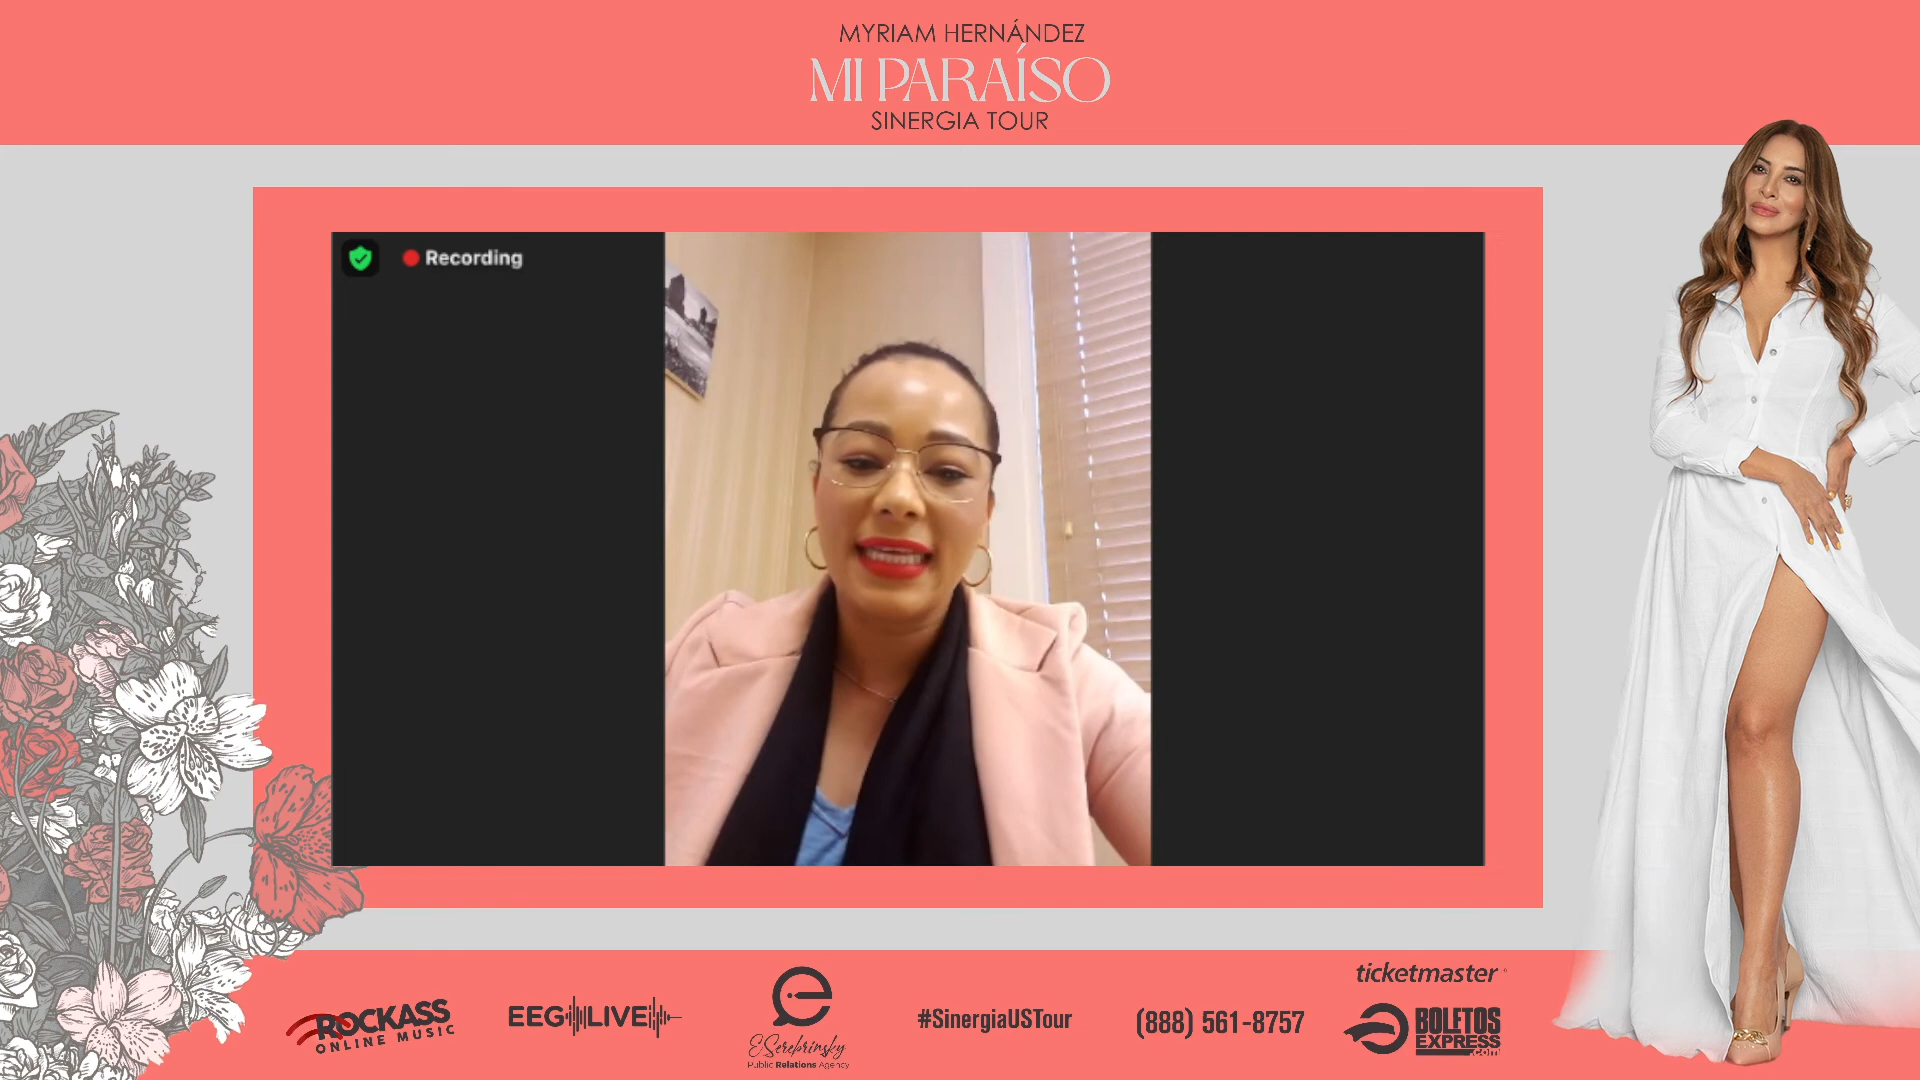 MYRIAM HERNÁNDEZ
MI PARAÍSO
SINERGIA TOUR
Recording
ROCKASS
ONLINE MUSIC
EEG LIVE
e
ESerebrinsky
Public Relations Agency
#SinergiaUSTour
(888) 561-8757
ticketmaster
BOLETOS
EXPRESS
.com